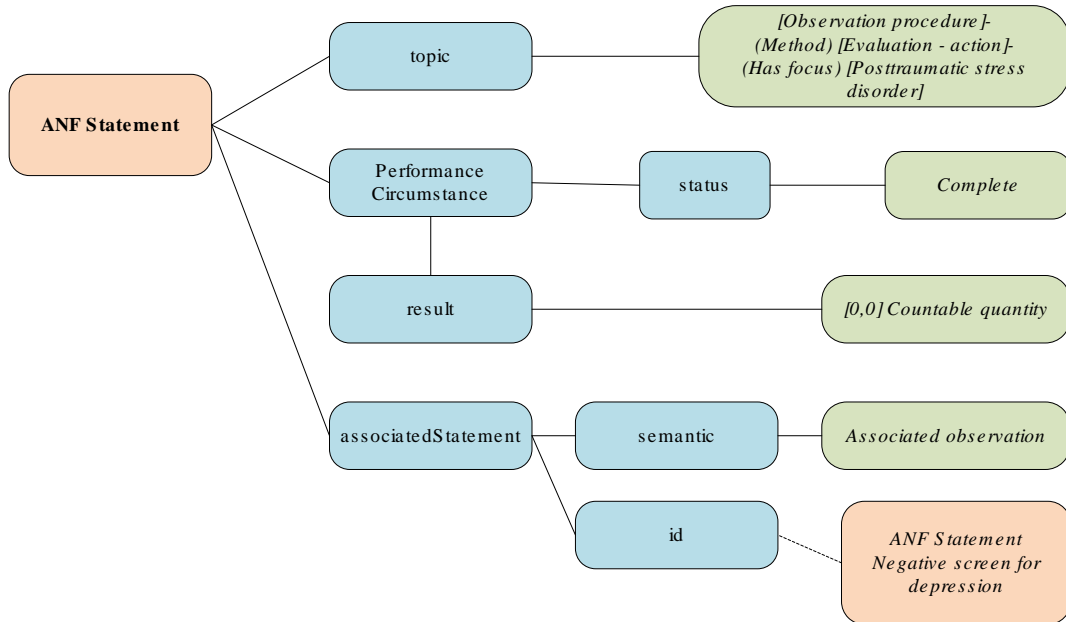 [Observation procedure]-
(Method) [Evaluation - action]-
(Has focus) [Posttraumatic stress
disorder]
topic
ANF Statement
Performance
Circumstance
status
Complete
result
[0,0] Countable quantity
associatedStatement
semantic
Associated observation
id
ANF Statement
Negative screen for
depression